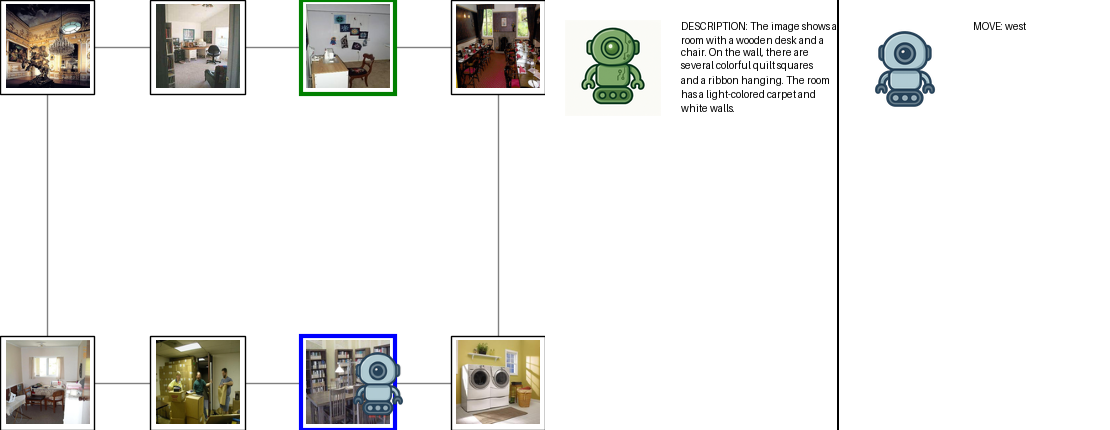 DESCRIPTION: The image shows a
room with a wooden desk and a
chair. On the wall, there are
several colorful quilt squares
and a ribbon hanging. The room
has a light-colored carpet and
white walls.
MOVE: west